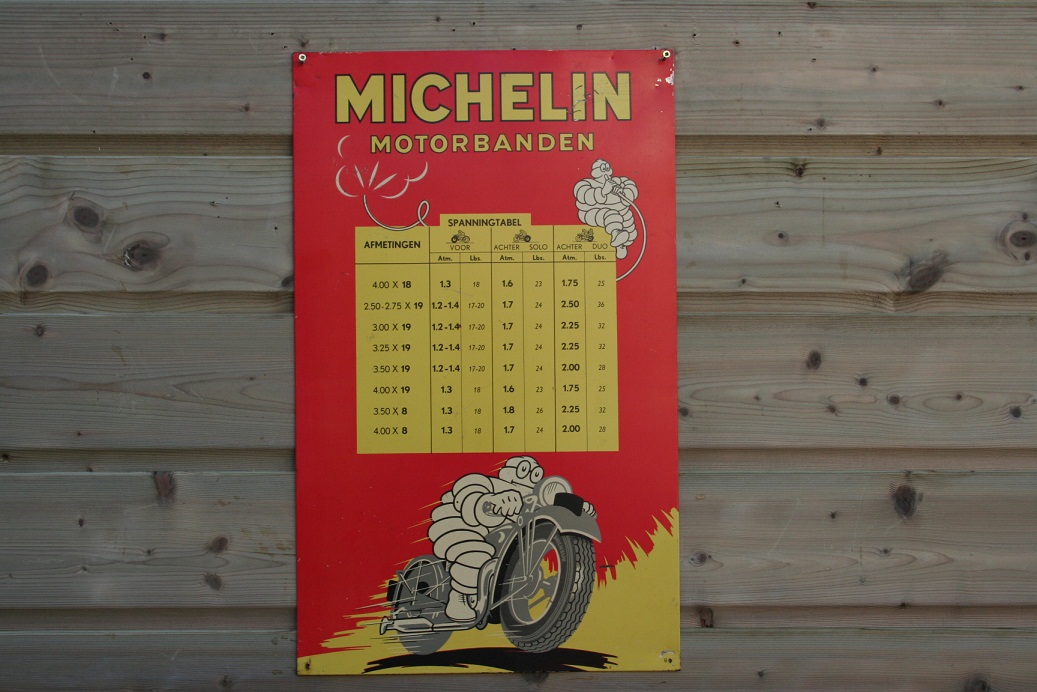 MICHELIN
MOTORBANDEN
SPANNINGTABEL
AFMETINGEN VOOR ACHTER SOLO ACHTER DUO
Atm. Lbs. Atm. Lbs. Atm. Lbs.
4.00 X 18 1.3 18 1.6 23 1.75 25
2.50-2.75 X 19 1.2-1.4 17-20 1.7 24 2.50 36
3.00 X 19 1.2-1.4 17-20 1.7 24 2.25 32
3.25 X 19 1.2-1.4 17-20 1.7 24 2.25 32
3.50 X 19 1.2-1.4 17-20 1.7 24 2.00 28
4.00 X 19 1.3 18 1.6 23 1.75 25
3.50 X 8 1.3 18 1.8 26 2.25 32
4.00 X 8 1.3 18 1.7 24 2.00 28